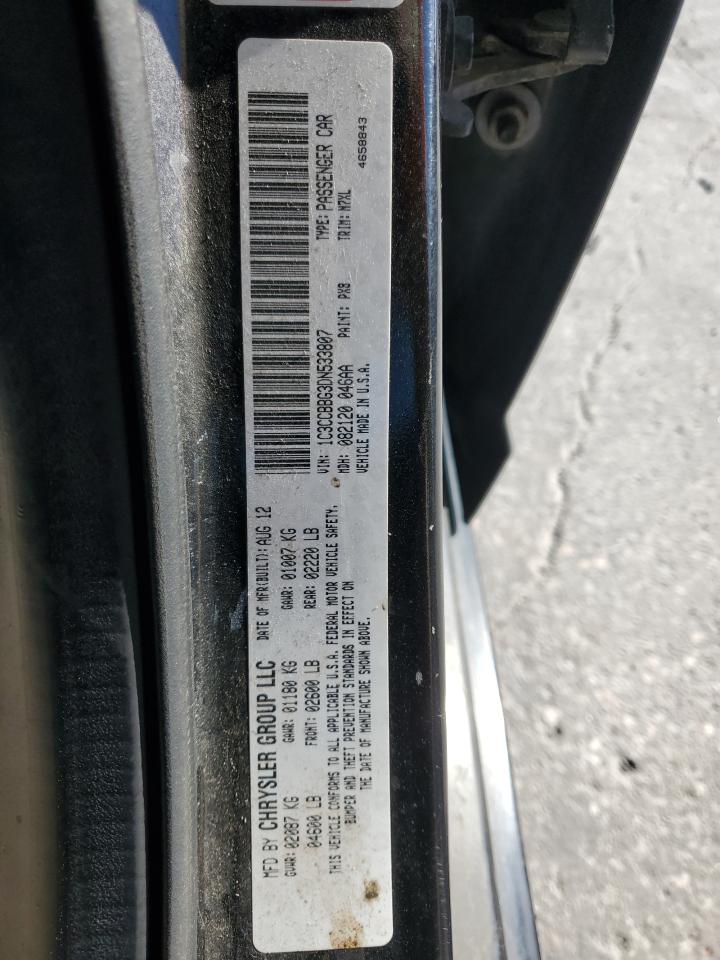 MFD BY CHRYSLER GROUP LLC DATE OF MFR(BUILT): AUG 12
GVWR: 02087 KG GAWR: 01180 KG GAWR: 01007 KG
04600 LB FRONT: 02600 LB REAR: 02220 LB
THIS VEHICLE CONFORMS TO ALL APPLICABLE U.S.A. FEDERAL MOTOR VEHICLE SAFETY,
BUMPER AND THEFT PREVENTION STANDARDS IN EFFECT ON
THE DATE OF MANUFACTURE SHOWN ABOVE.
VIN: 1C3CCBBG3DN533807 TYPE: PASSENGER CAR
MDH: 082120 046AA PAINT: PX8 TRIM: M7XL
VEHICLE MADE IN U.S.A. 4658843